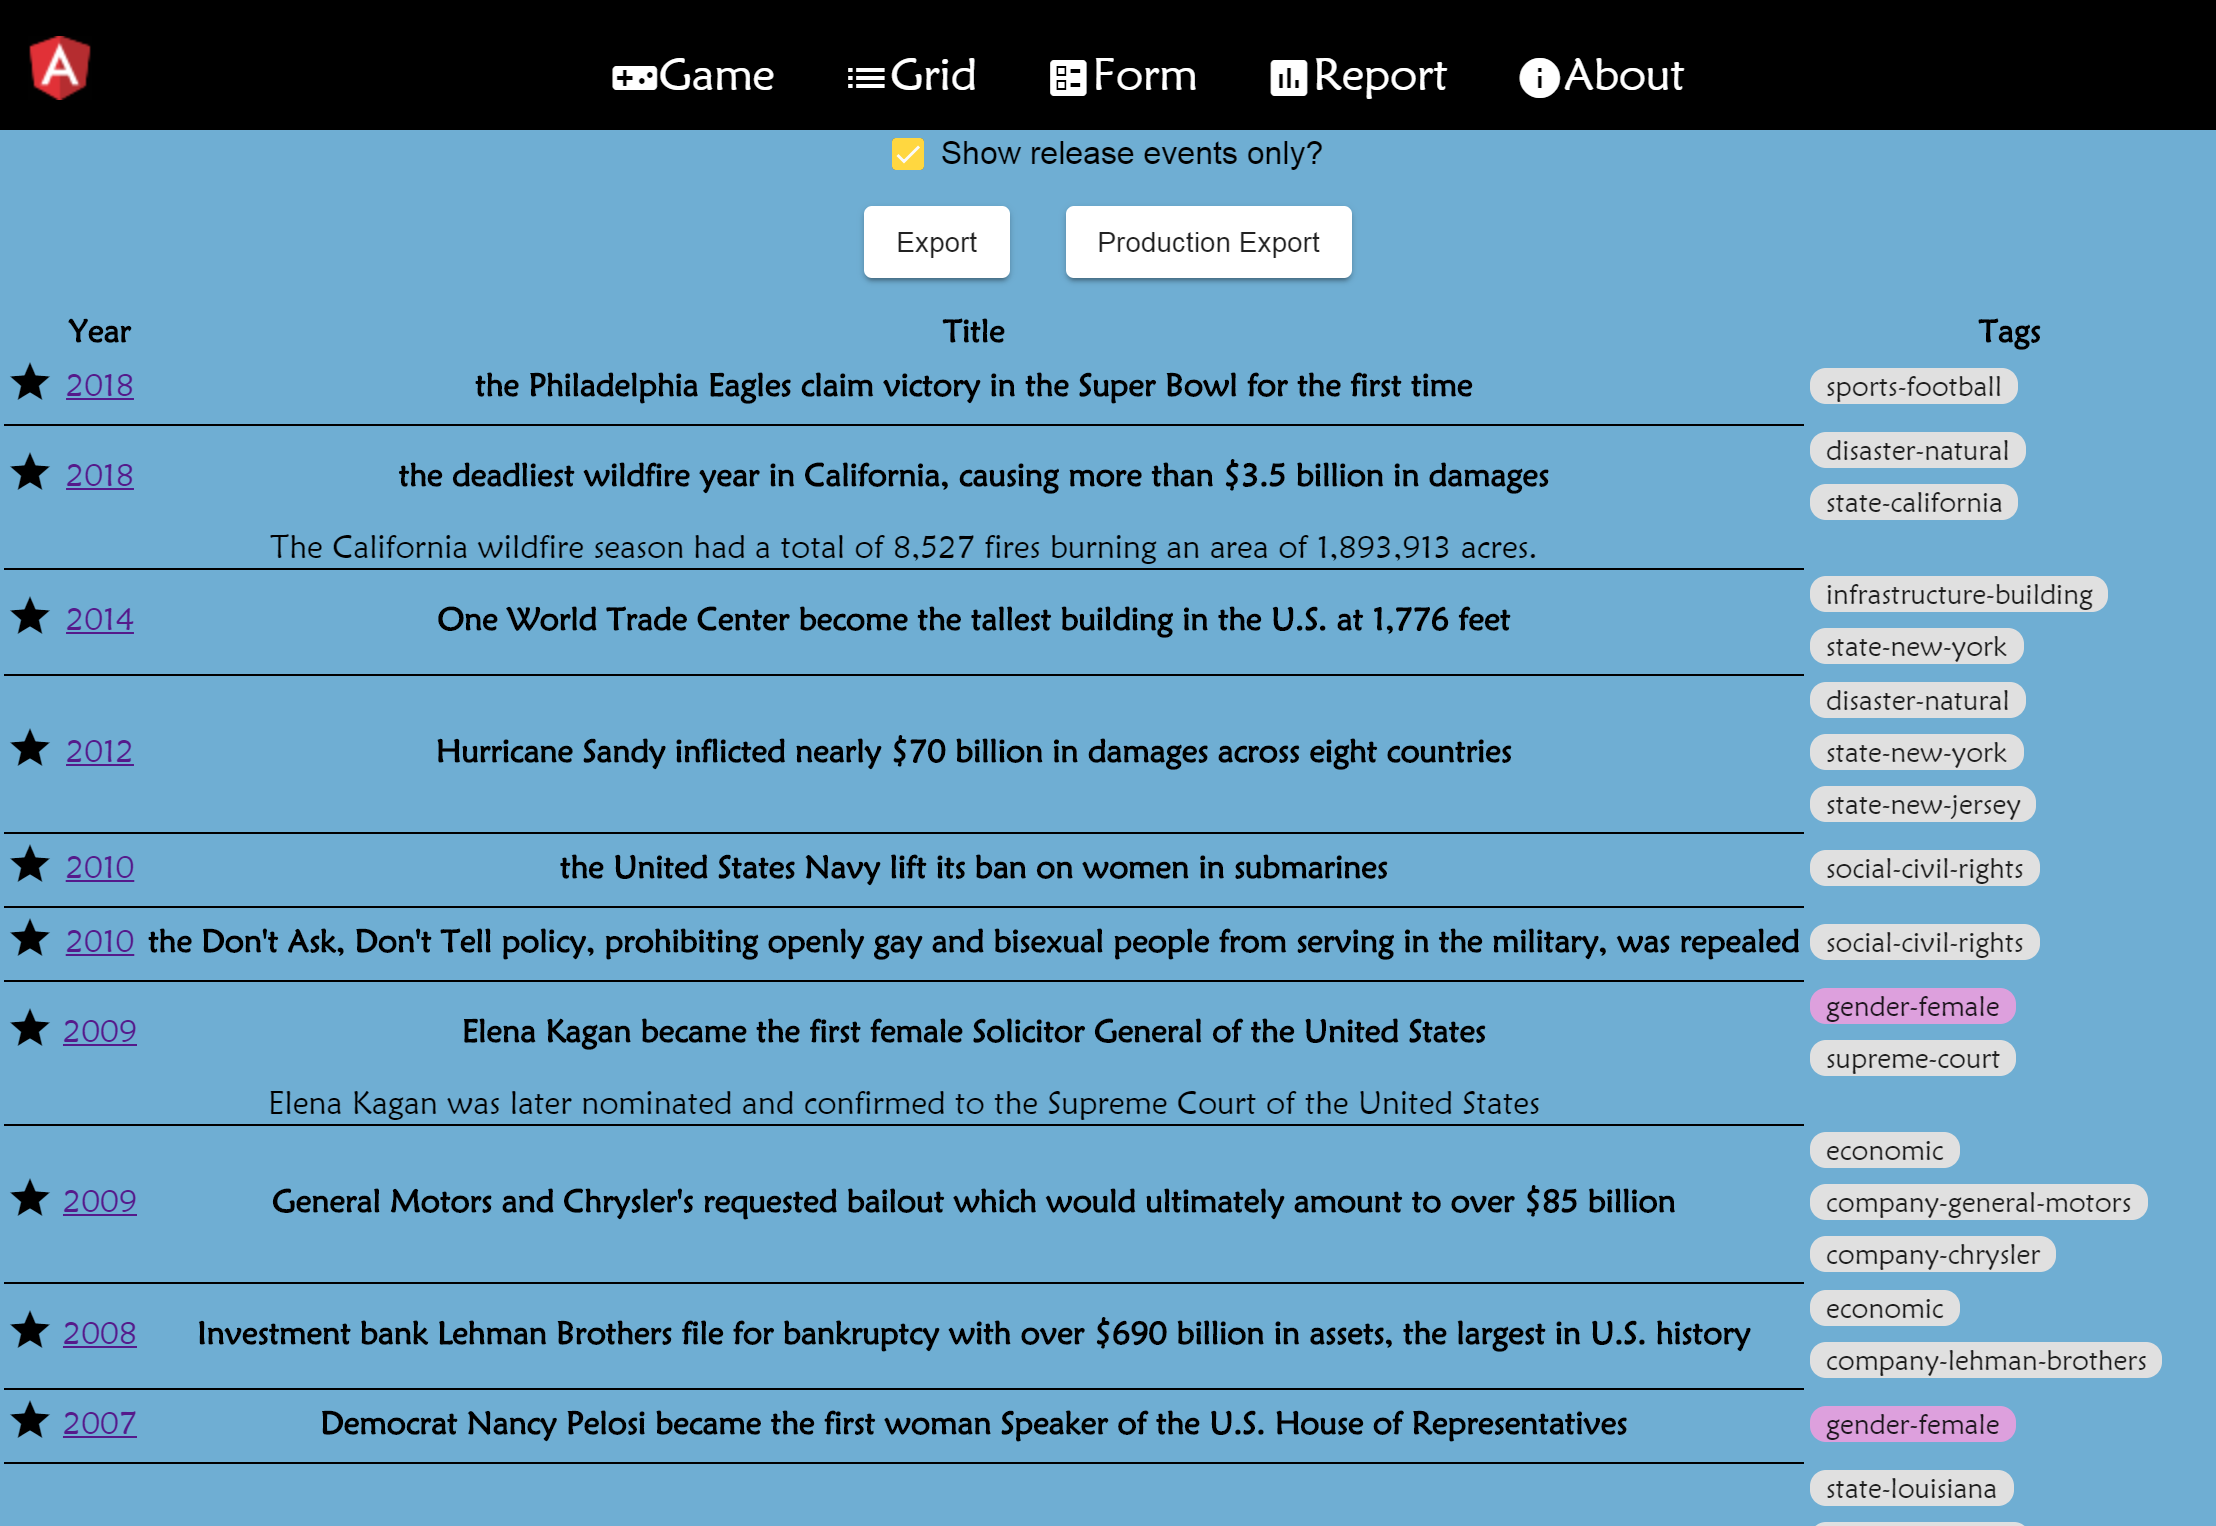 A
Game Grid Form Report About
Show release events only?
Export Production Export
Year Title Tags
2018 the Philadelphia Eagles claim victory in the Super Bowl for the first time sports-football
2018 the deadliest wildfire year in California, causing more than $3.5 billion in damages disaster-natural
state-california
The California wildfire season had a total of 8,527 fires burning an area of 1,893,913 acres.
2014 One World Trade Center become the tallest building in the U.S. at 1,776 feet infrastructure-building
state-new-york
2012 Hurricane Sandy inflicted nearly $70 billion in damages across eight countries disaster-natural
state-new-york
state-new-jersey
2010 the United States Navy lift its ban on women in submarines social-civil-rights
2010 the Don't Ask, Don't Tell policy, prohibiting openly gay and bisexual people from serving in the military, was repealed social-civil-rights
2009 Elena Kagan became the first female Solicitor General of the United States gender-female
supreme-court
Elena Kagan was later nominated and confirmed to the Supreme Court of the United States
2009 General Motors and Chrysler's requested bailout which would ultimately amount to over $85 billion economic
company-general-motors
company-chrysler
2008 Investment bank Lehman Brothers file for bankruptcy with over $690 billion in assets, the largest in U.S. history economic
company-lehman-brothers
2007 Democrat Nancy Pelosi became the first woman Speaker of the U.S. House of Representatives gender-female
state-louisiana